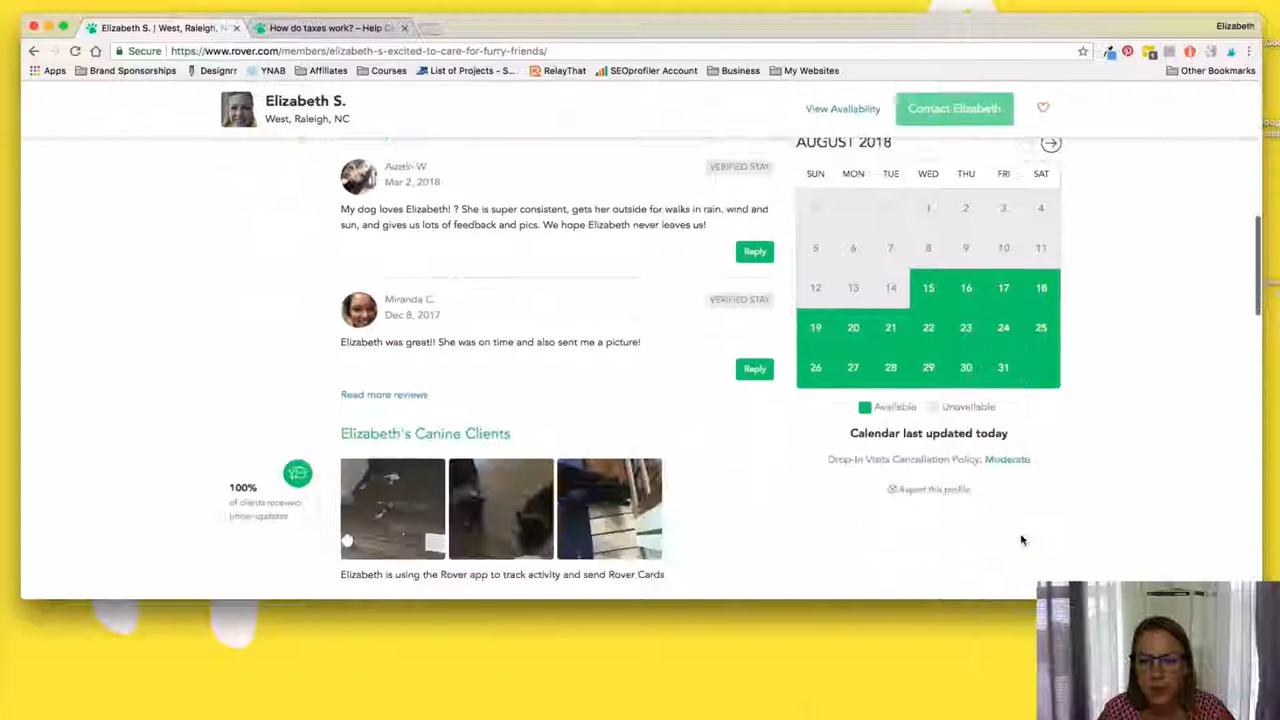 Elizabeth S. | West, Raleigh, N
How do taxes work? – Help C
Elizabeth
Secure
https://www.rover.com/members/elizabeth-s-excited-to-care-for-furry-friends/
Apps
Brand Sponsorships
Designrr
YNAB
Affiliates
Courses
List of Projects - S...
RelayThat
SEOprofiler Account
Business
My Websites
Other Bookmarks
Elizabeth S.
West, Raleigh, NC
View Availability
Contact Elizabeth
Austin W
Mar 2, 2018
VERIFIED STAY
My dog loves Elizabeth! ? She is super consistent, gets her outside for walks in rain, wind and
sun, and gives us lots of feedback and pics. We hope Elizabeth never leaves us!
Reply
Miranda C.
Dec 8, 2017
VERIFIED STAY
Elizabeth was great!! She was on time and also sent me a picture!
Reply
Read more reviews
Elizabeth's Canine Clients
100%
of clients received
Elizabeth is using the Rover app to track activity and send Rover Cards
AUGUST 2018
SUN MON TUE WED THU FRI SAT
1 2 3 4
5 6 7 8 9 10 11
12 13 14 15 16 17 18
19 20 21 22 23 24 25
26 27 28 29 30 31
Available Unavailable
Calendar last updated today
Drop-In Visits Cancellation Policy: Moderate
Report this profile